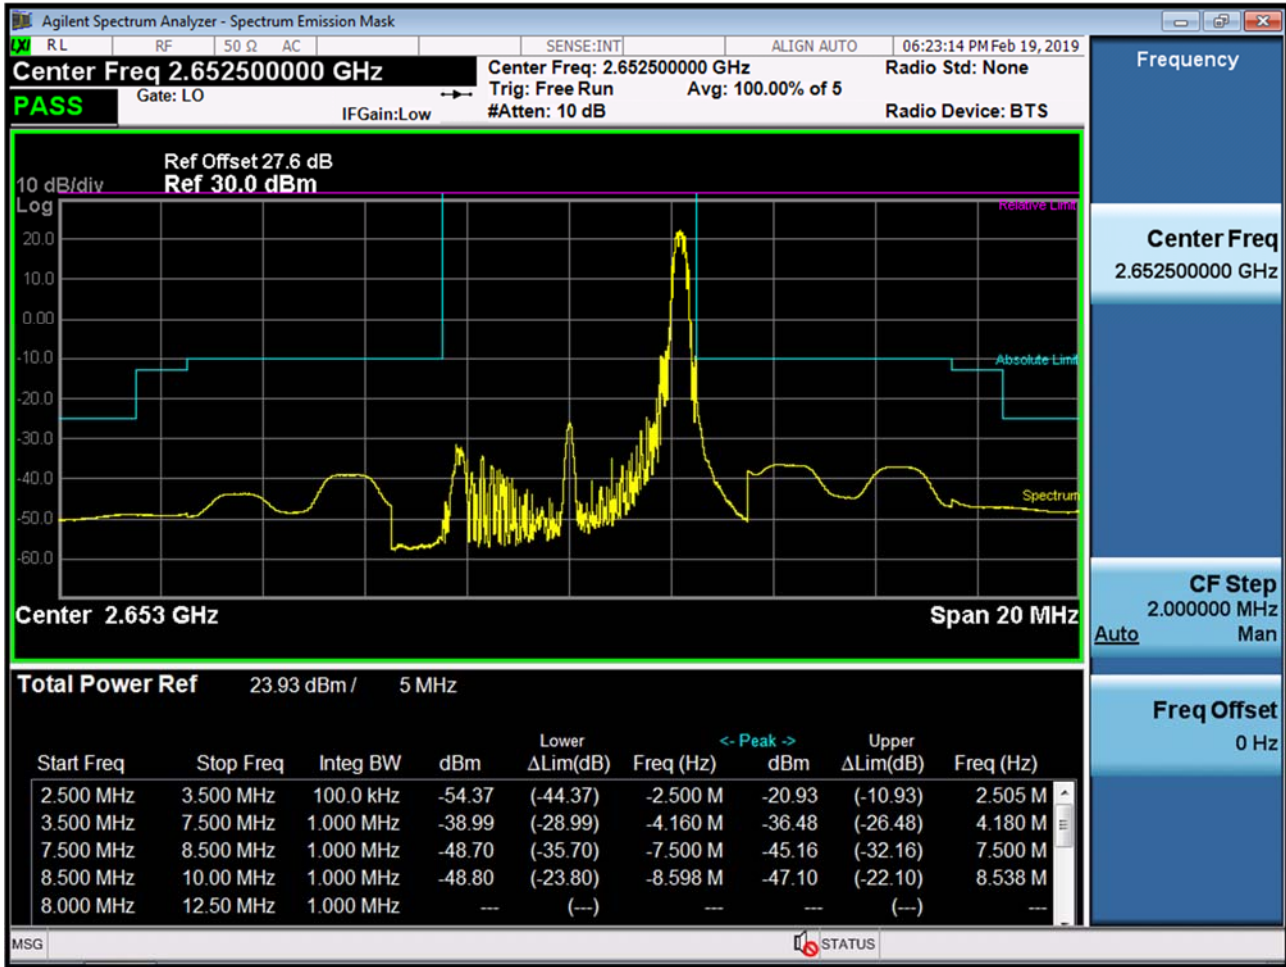 Agilent Spectrum Analyzer - Spectrum Emission Mask
LXI RL RF 50 Ω AC SENSE:INT ALIGN AUTO 06:23:14 PM Feb 19, 2019
Center Freq 2.652500000 GHz Center Freq: 2.652500000 GHz Radio Std: None
Gate: LO Trig: Free Run Avg: 100.00% of 5
PASS IFGain:Low #Atten: 10 dB Radio Device: BTS
Ref Offset 27.6 dB
10 dB/div Ref 30.0 dBm
Log
Relative Limit
20.0
10.0
0.00
-10.0
Absolute Limit
-20.0
-30.0
-40.0
Spectrum
-50.0
-60.0
Center 2.653 GHz Span 20 MHz
Total Power Ref 23.93 dBm / 5 MHz
Lower <- Peak -> Upper
Start Freq Stop Freq Integ BW dBm ΔLim(dB) Freq (Hz) dBm ΔLim(dB) Freq (Hz)
2.500 MHz 3.500 MHz 100.0 kHz -54.37 (-44.37) -2.500 M -20.93 (-10.93) 2.505 M
3.500 MHz 7.500 MHz 1.000 MHz -38.99 (-28.99) -4.160 M -36.48 (-26.48) 4.180 M
7.500 MHz 8.500 MHz 1.000 MHz -48.70 (-35.70) -7.500 M -45.16 (-32.16) 7.500 M
8.500 MHz 10.00 MHz 1.000 MHz -48.80 (-23.80) -8.598 M -47.10 (-22.10) 8.538 M
8.000 MHz 12.50 MHz 1.000 MHz --- (---) --- --- (---) ---
MSG STATUS
Frequency
Center Freq
2.652500000 GHz
CF Step
2.000000 MHz
Auto Man
Freq Offset
0 Hz